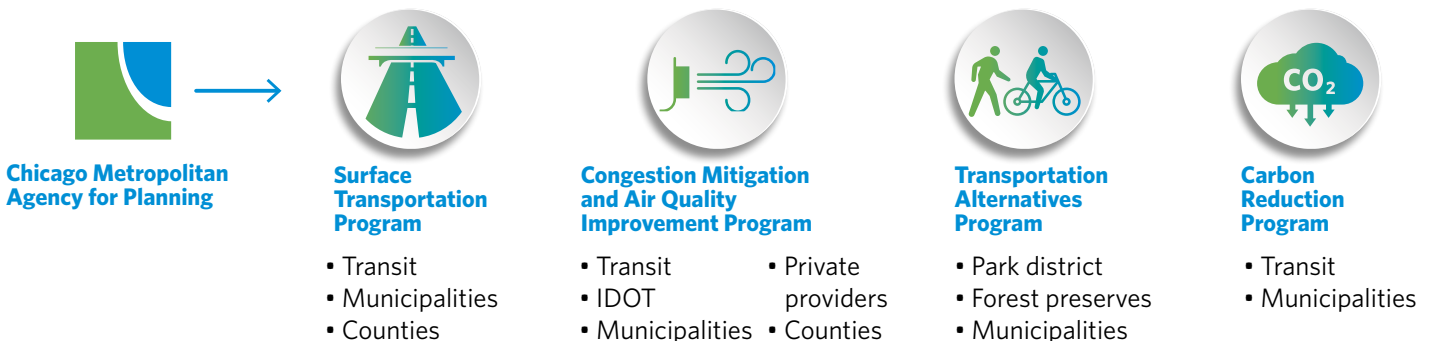 CO₂
Chicago Metropolitan
Agency for Planning
Surface
Transportation
Program
• Transit
• Municipalities
• Counties
Congestion Mitigation
and Air Quality
Improvement Program
• Transit
• IDOT
• Municipalities
• Private
providers
• Counties
Transportation
Alternatives
Program
• Park district
• Forest preserves
• Municipalities
Carbon
Reduction
Program
• Transit
• Municipalities